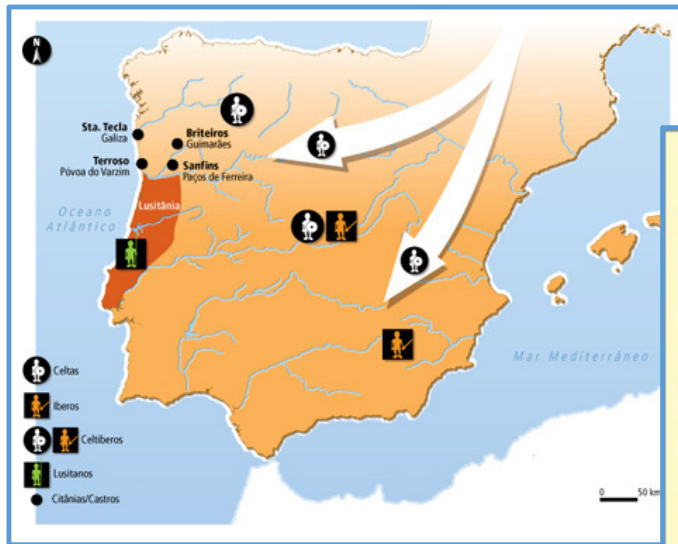 N
Sta. Tecla
Galiza
Briteiros
Guimarães
Terroso
Póvoa do Varzim
Sanfins
Paços de Ferreira
Lusitânia
Oceano
Atlântico
Mar Mediterrâneo
Celtas
Iberos
Celtiberos
Lusitanos
Citânias/Castros
0 50 km